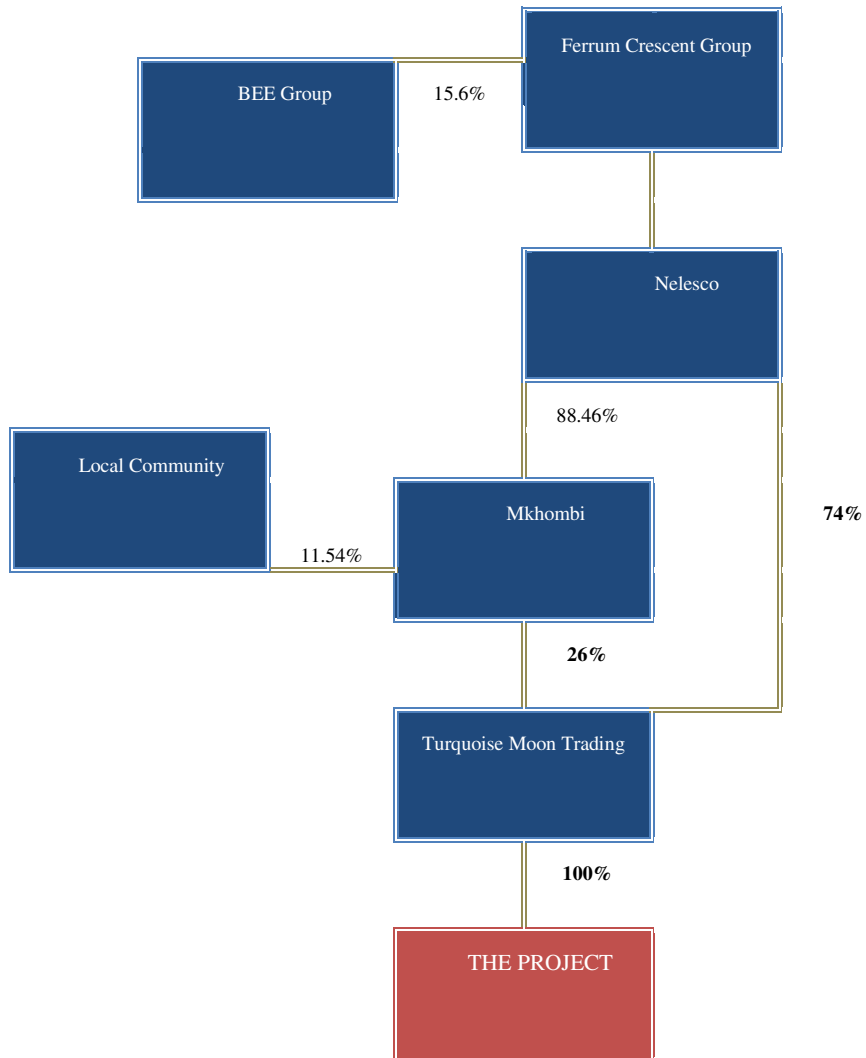 Ferrum Crescent Group
BEE Group
15.6%
Nelesco
88.46%
Local Community
Mkhombi
74%
11.54%
26%
Turquoise Moon Trading
100%
THE PROJECT